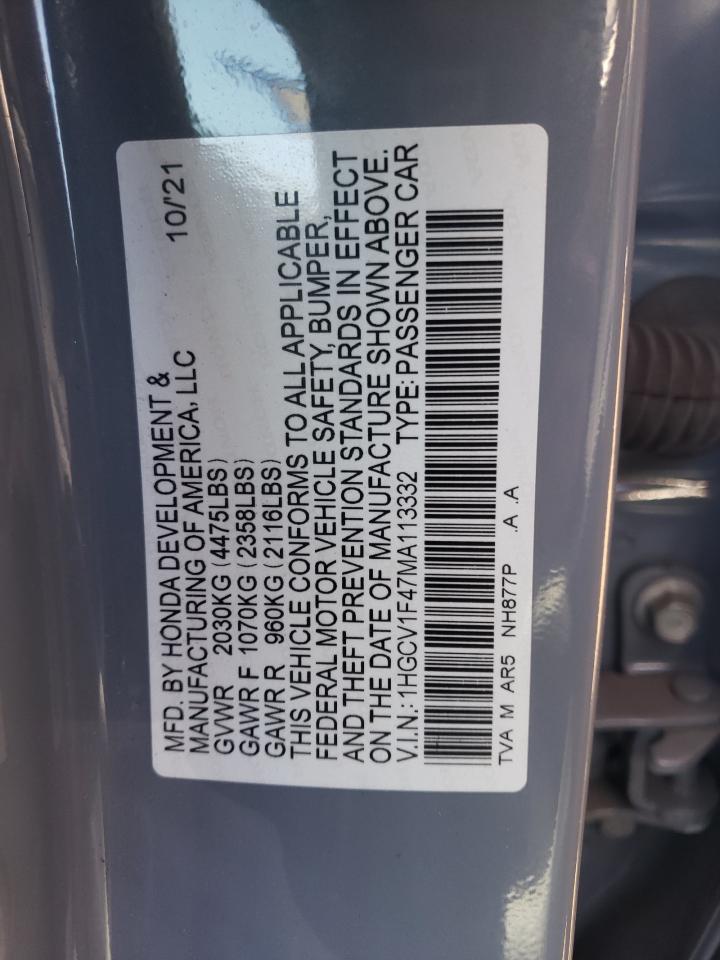 MFD. BY HONDA DEVELOPMENT & 10/'21
MANUFACTURING OF AMERICA, LLC
GVWR 2030KG (4475LBS)
GAWR F 1070KG (2358LBS)
GAWR R 960KG (2116LBS)
THIS VEHICLE CONFORMS TO ALL APPLICABLE
FEDERAL MOTOR VEHICLE SAFETY, BUMPER,
AND THEFT PREVENTION STANDARDS IN EFFECT
ON THE DATE OF MANUFACTURE SHOWN ABOVE.
V.I.N.: 1HGCV1F47MA113332 TYPE: PASSENGER CAR
TVA M AR5 NH877P .A .A